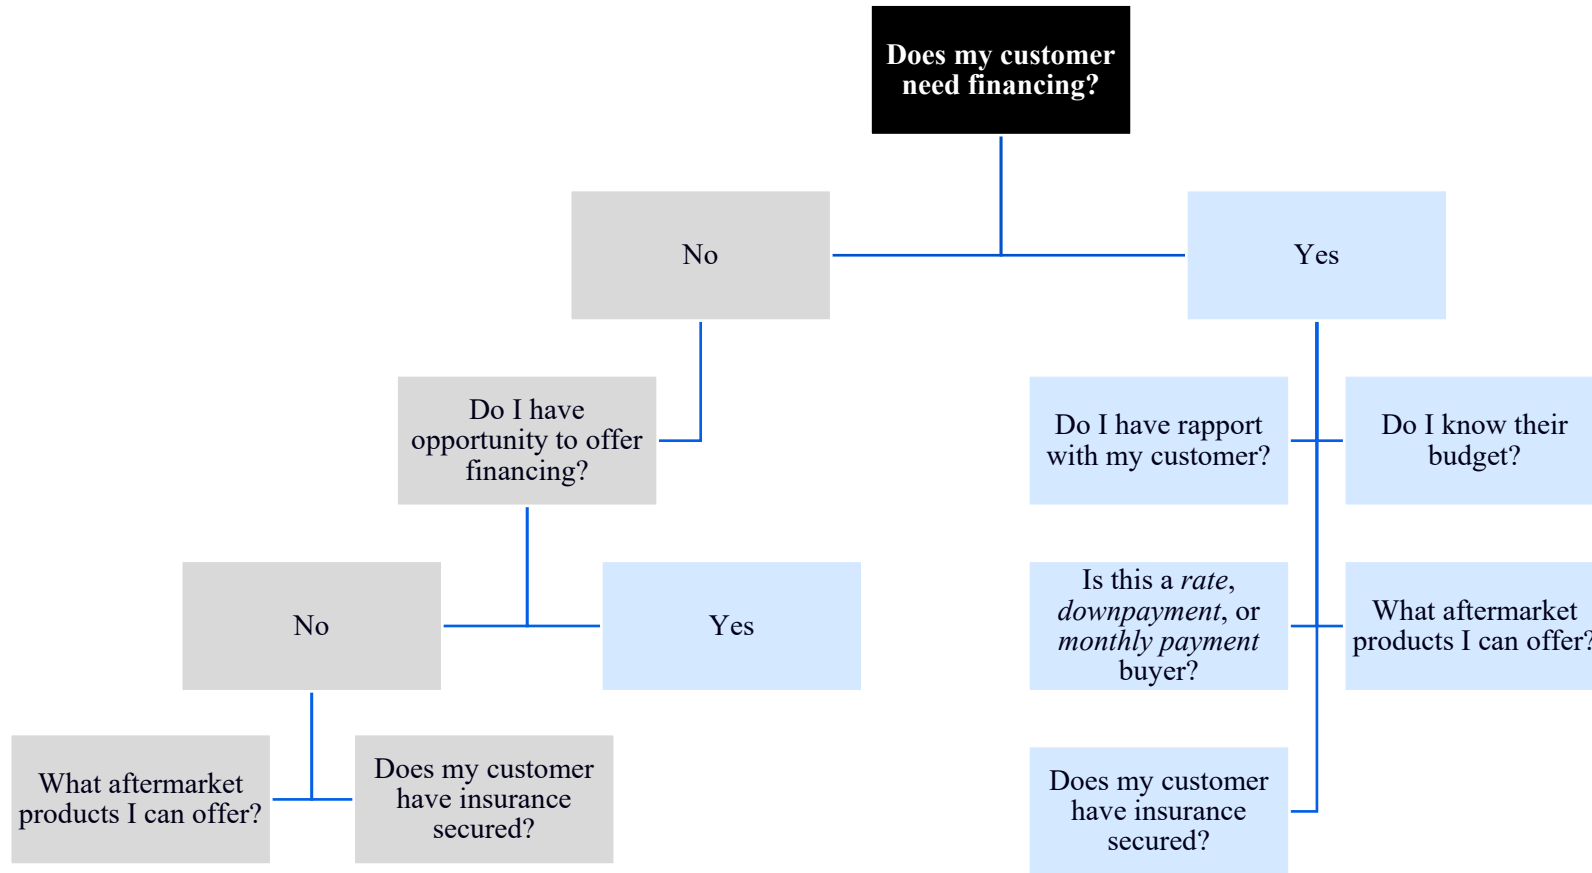 Does my customer
need financing?
No
Yes
Do I have
opportunity to offer
financing?
Do I have rapport
with my customer?
Do I know their
budget?
No
Yes
Is this a rate,
downpayment, or
monthly payment
buyer?
What aftermarket
products I can offer?
What aftermarket
products I can offer?
Does my customer
have insurance
secured?
Does my customer
have insurance
secured?